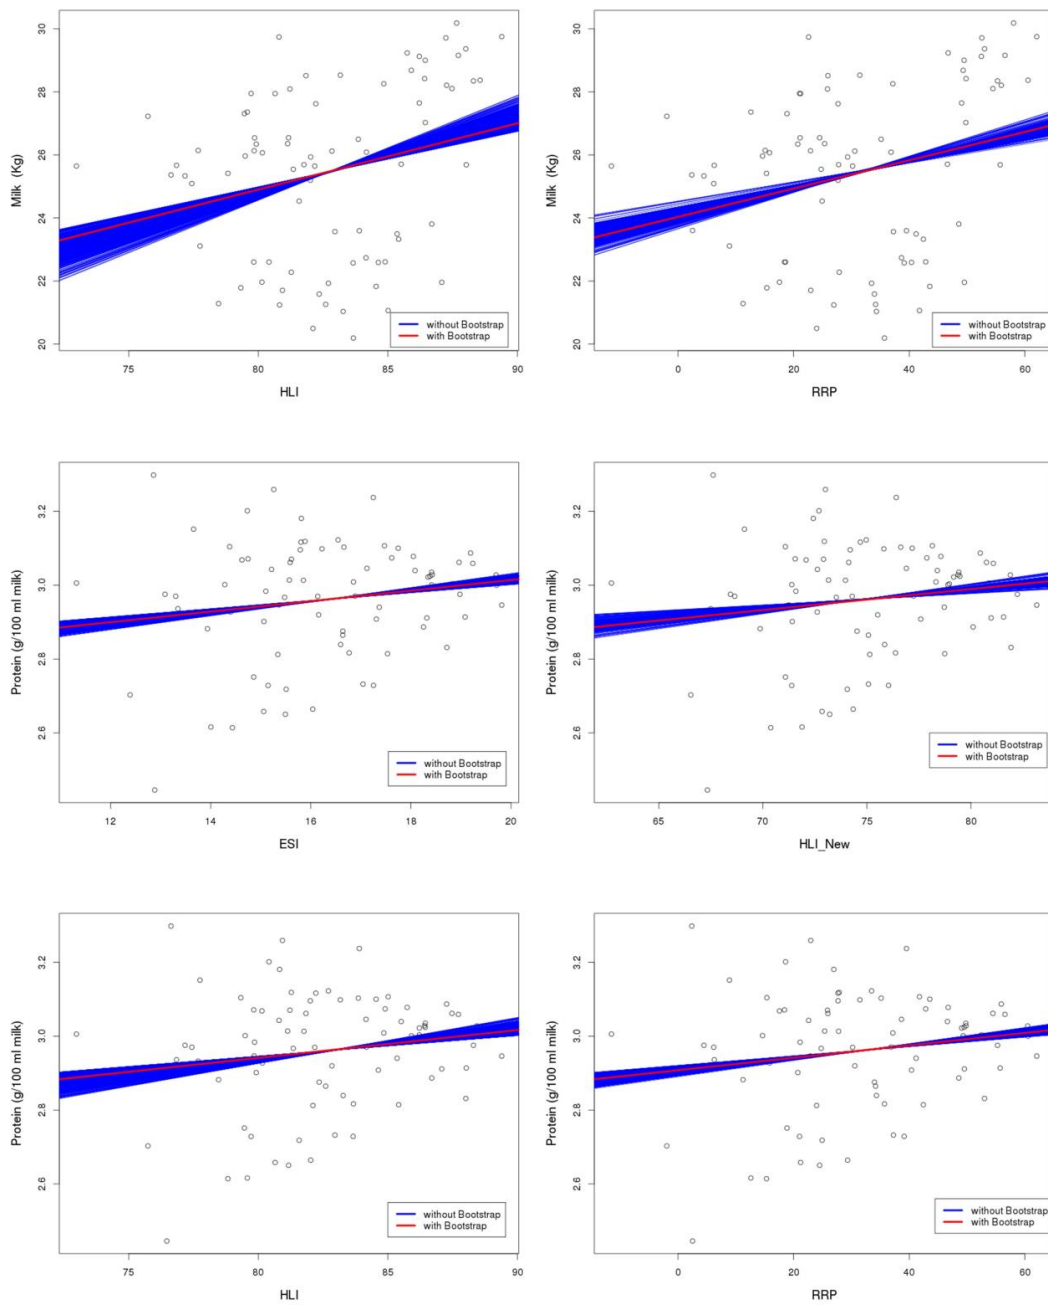 30
28
26
24
22
20
Milk (Kg)
without Bootstrap
with Bootstrap
75 80 85 90
HLI
Milk (Kg)
30
28
26
24
22
20
without Bootstrap
with Bootstrap
0 20 40 60
RRP
Protein (g/100 ml milk)
3.2
3.0
2.8
2.6
without Bootstrap
with Bootstrap
12 14 16 18 20
ESI
Protein (g/100 ml milk)
3.2
3.0
2.8
2.6
without Bootstrap
with Bootstrap
65 70 75 80
HLI_New
Protein (g/100 ml milk)
3.2
3.0
2.8
2.6
without Bootstrap
with Bootstrap
75 80 85 90
HLI
Protein (g/100 ml milk)
3.2
3.0
2.8
2.6
without Bootstrap
with Bootstrap
0 20 40 60
RRP